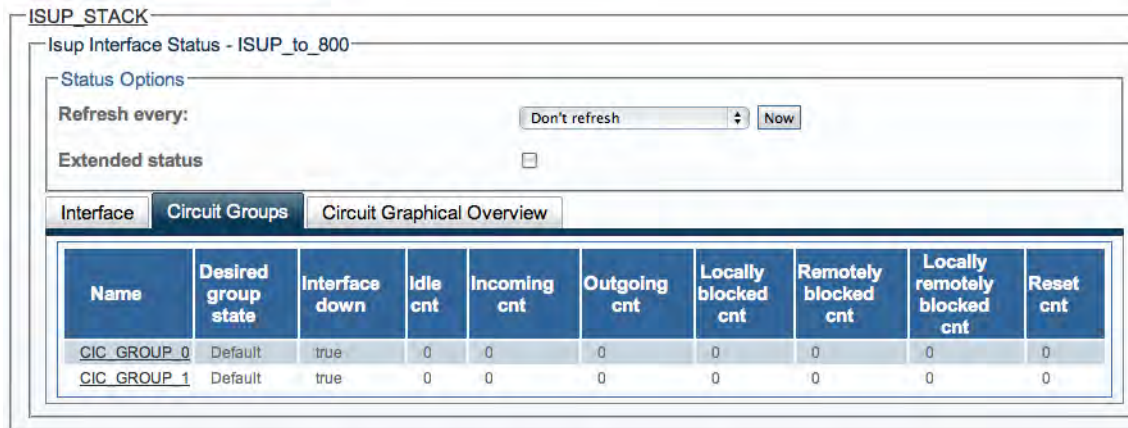 ISUP_STACK
Isup Interface Status - ISUP_to_800
Status Options
Refresh every: Don't refresh Now
Extended status
Interface Circuit Groups Circuit Graphical Overview
Name Desired group state Interface down Idle cnt Incoming cnt Outgoing cnt Locally blocked cnt Remotely blocked cnt Locally remotely blocked cnt Reset cnt
CIC_GROUP_0 Default true 0 0 0 0 0 0 0
CIC_GROUP_1 Default true 0 0 0 0 0 0 0